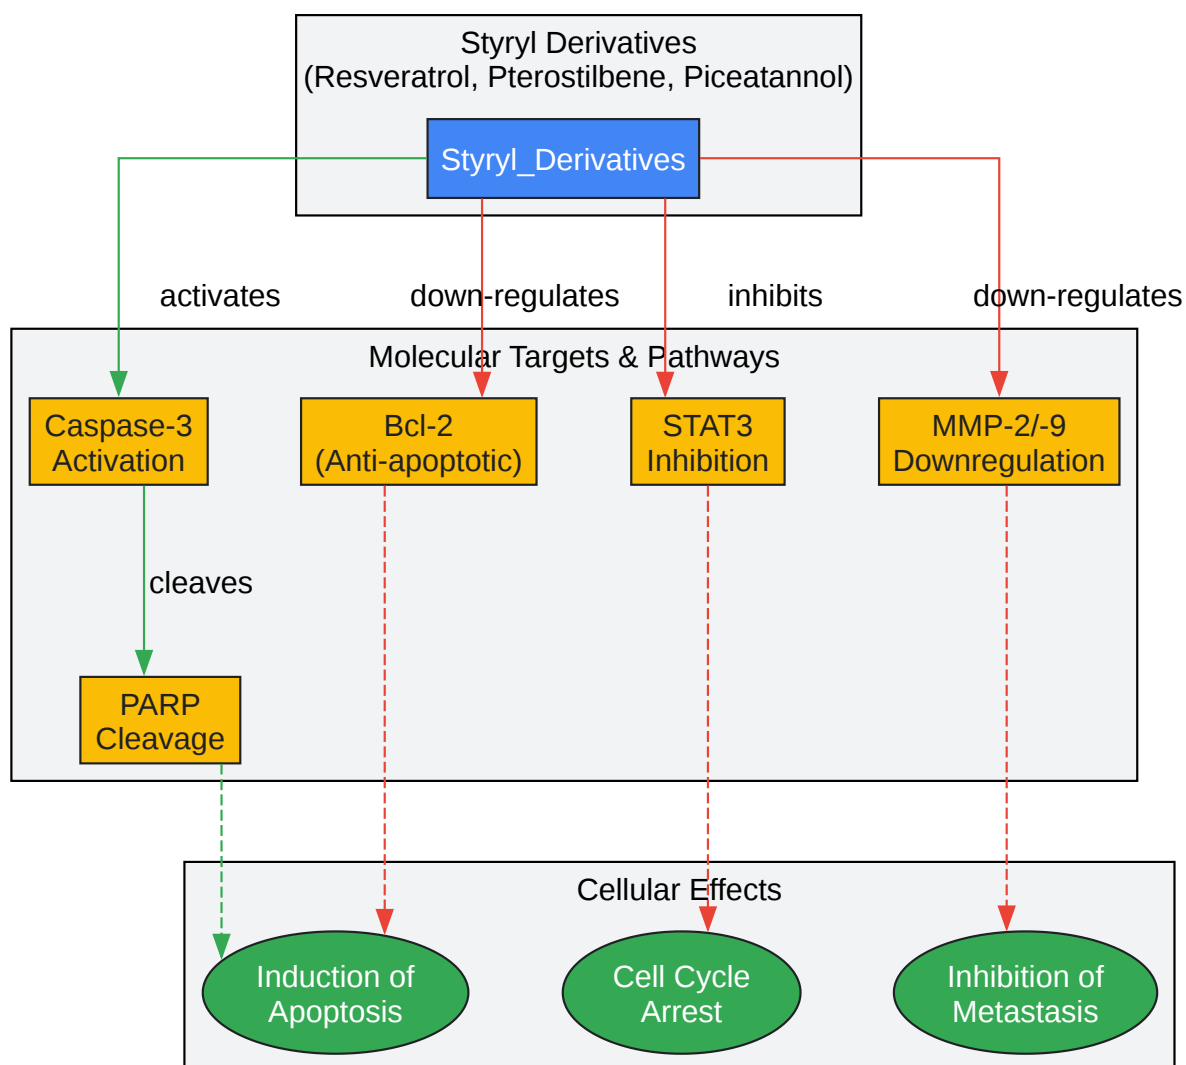 Styryl Derivatives
(Resveratrol, Pterostilbene, Piceatannol)
Styryl_Derivatives
activates
down-regulates
inhibits
down-regulates
Molecular Targets & Pathways
Caspase-3
Activation
Bcl-2
(Anti-apoptotic)
STAT3
Inhibition
MMP-2/-9
Downregulation
cleaves
PARP
Cleavage
Cellular Effects
Induction of
Apoptosis
Cell Cycle
Arrest
Inhibition of
Metastasis